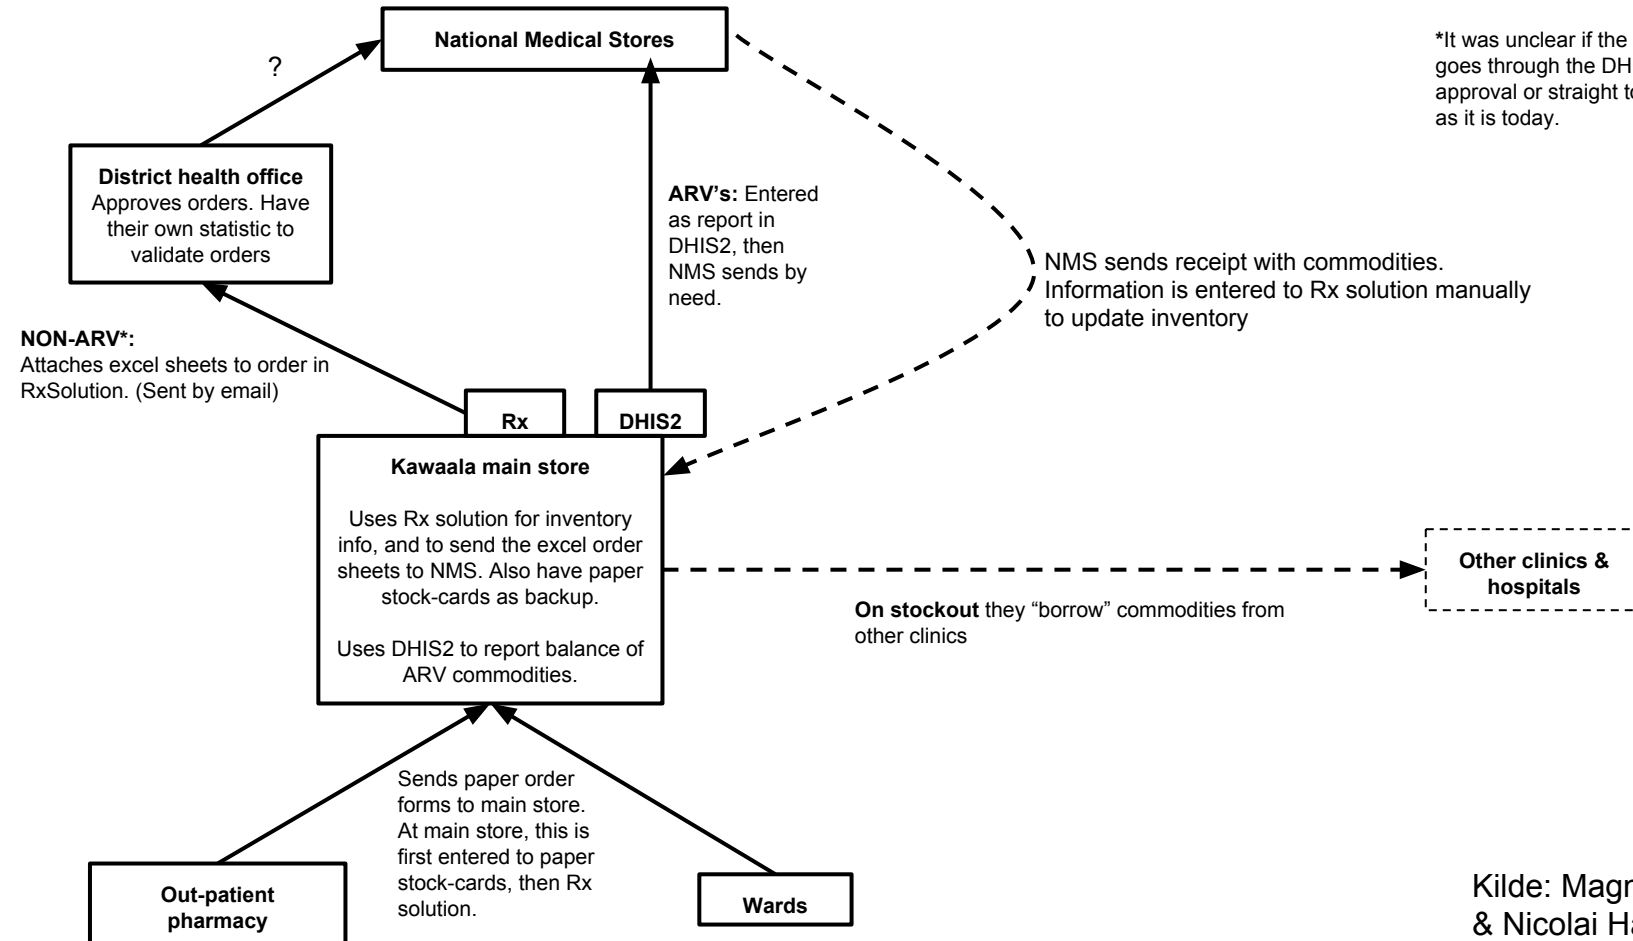 National Medical Stores
*It was unclear if the
goes through the
approval or straight
as it is today.
?
District health office
Approves orders. Have
their own statistic to
validate orders
ARV's: Entered
as report in
DHIS2, then
NMS sends by
need.
NMS sends receipt with commodities.
Information is entered to Rx solution manually
to update inventory
NON-ARV*:
Attaches excel sheets to order in
RxSolution. (Sent by email)
Rx
DHIS2
Kawaala main store
Uses Rx solution for inventory
info, and to send the excel order
sheets to NMS. Also have paper
stock-cards as backup.
Uses DHIS2 to report balance of
ARV commodities.
Other clinics &
hospitals
On stockout they “borrow” commodities from
other clinics
Sends paper order
forms to main store.
At main store, this is
first entered to paper
stock-cards, then Rx
solution.
Out-patient
pharmacy
Wards
Kilde:
& Nicolai